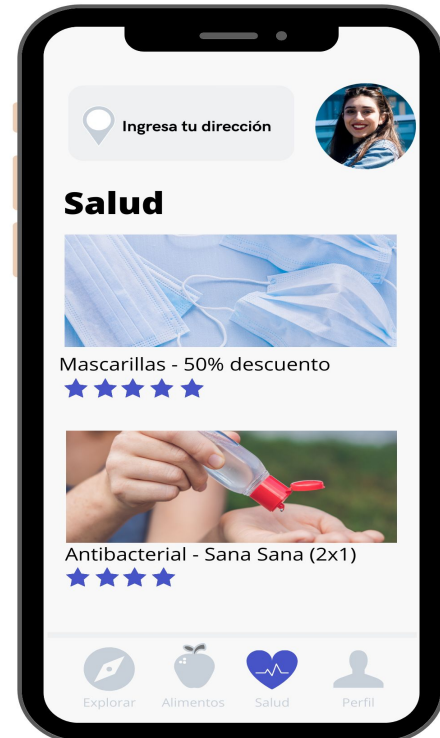 Ingresa tu dirección
Salud
Mascarillas - 50% descuento
Antibacterial - Sana Sana (2x1)
Explorar Alimentos Salud Perfil